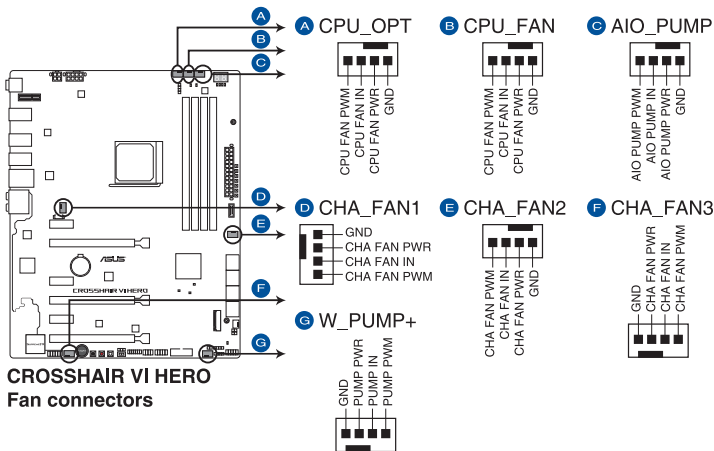 A
B
C
D
E
F
G
A CPU_OPT
CPU FAN PWM
CPU FAN IN
CPU FAN PWR
GND
B CPU_FAN
CPU FAN PWM
CPU FAN IN
CPU FAN PWR
GND
C AIO_PUMP
AIO PUMP PWM
AIO PUMP IN
AIO PUMP PWR
GND
D CHA_FAN1
GND
CHA FAN PWR
CHA FAN IN
CHA FAN PWM
E CHA_FAN2
CHA FAN PWM
CHA FAN IN
CHA FAN PWR
GND
F CHA_FAN3
GND
CHA FAN PWR
CHA FAN IN
CHA FAN PWM
G W_PUMP+
GND
PUMP PWR
PUMP IN
PUMP PWM
ASUS
CROSSHAIR VI HERO
CROSSHAIR VI HERO
Fan connectors